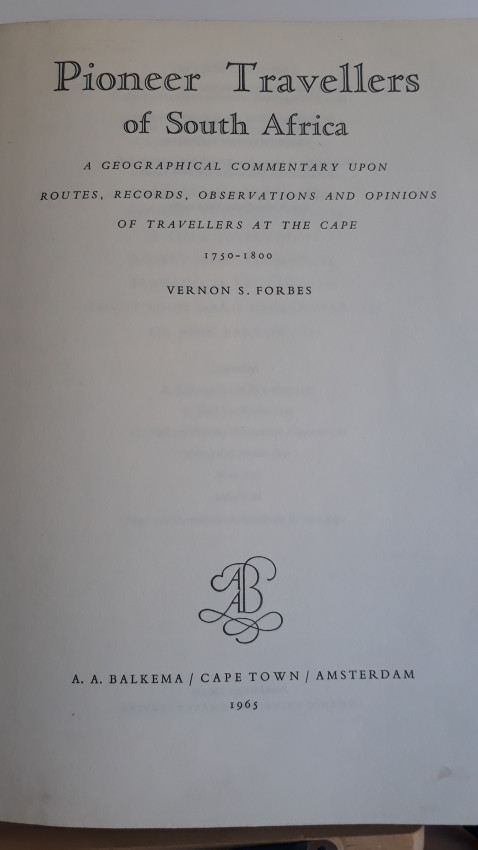 Pioneer Travellers
of South Africa
A GEOGRAPHICAL COMMENTARY UPON
ROUTES, RECORDS, OBSERVATIONS AND OPINIONS
OF TRAVELLERS AT THE CAPE
1750-1800
VERNON S. FORBES
AAB
A. A. BALKEMA / CAPE TOWN / AMSTERDAM
1965